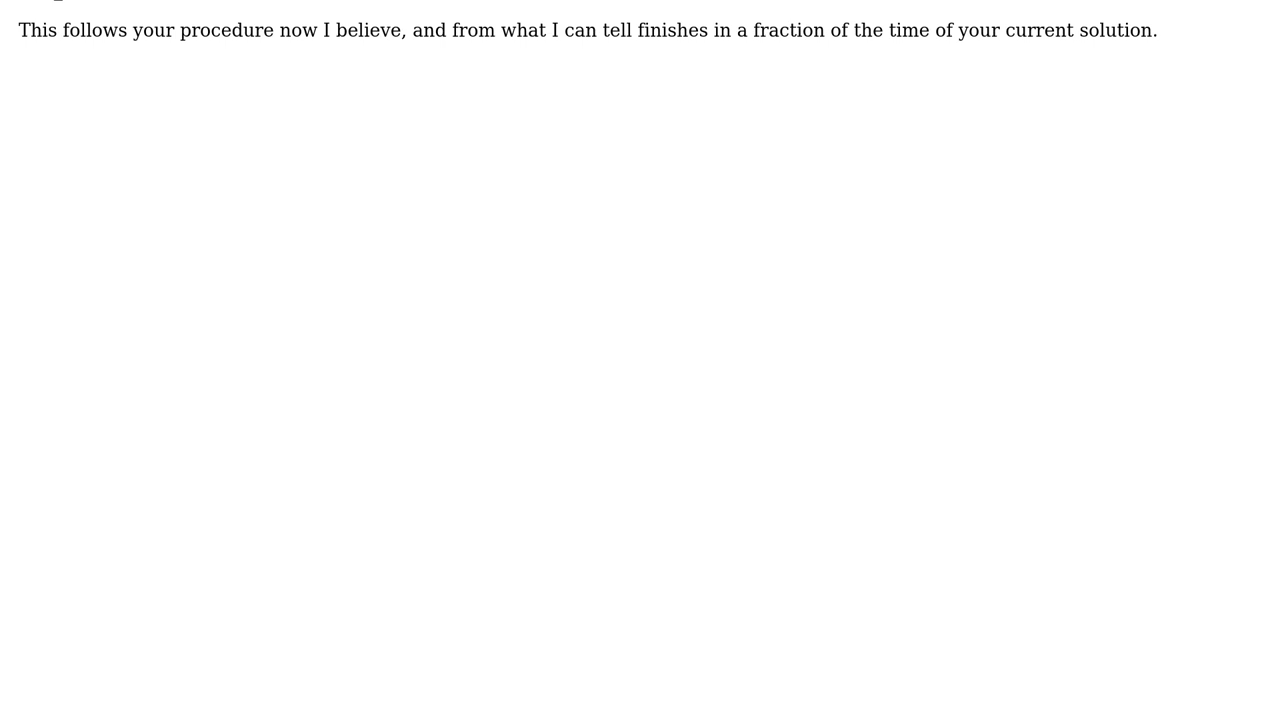 This follows your procedure now I believe, and from what I can tell finishes in a fraction of the time of your current solution.